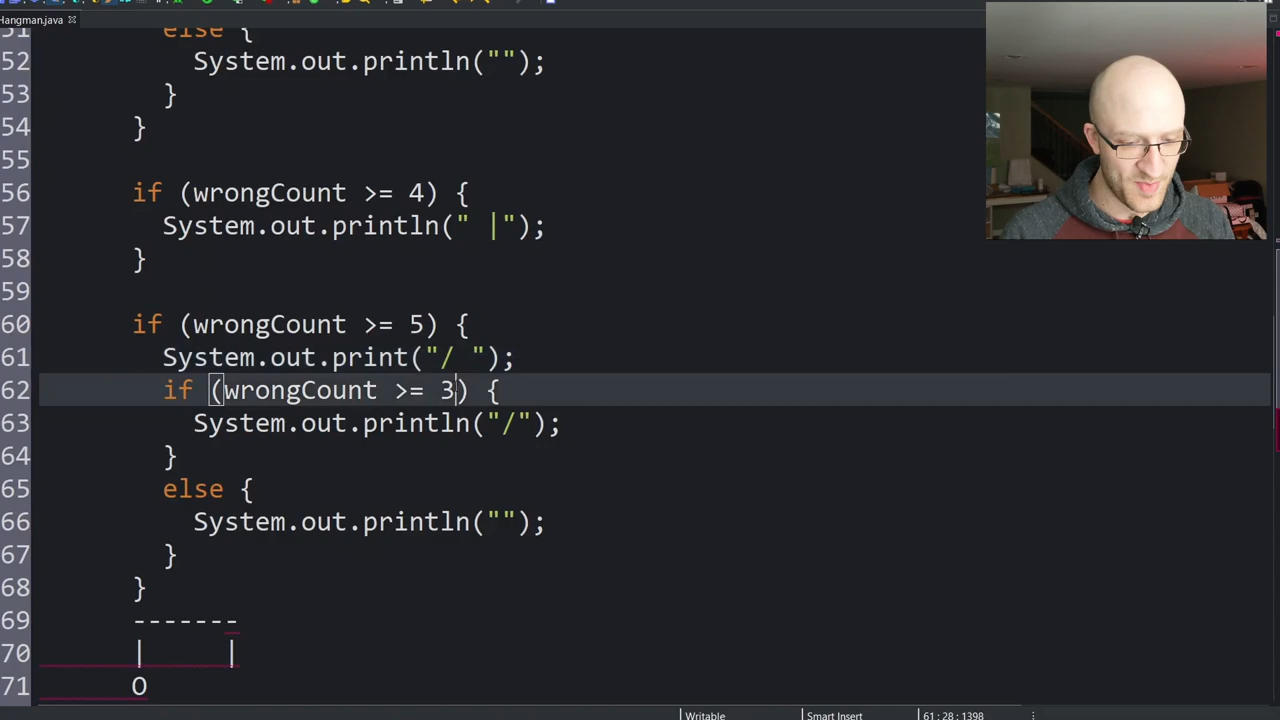 Hangman.java
51 else {
52 System.out.println("");
53 }
54 }
55
56 if (wrongCount >= 4) {
57 System.out.println(" |");
58 }
59
60 if (wrongCount >= 5) {
61 System.out.print("/ ");
62 if (wrongCount >= 3) {
63 System.out.println("/");
64 }
65 else {
66 System.out.println("");
67 }
68 }
69 -------
70 | |
71 O
Writable Smart Insert 61 : 28 : 1398